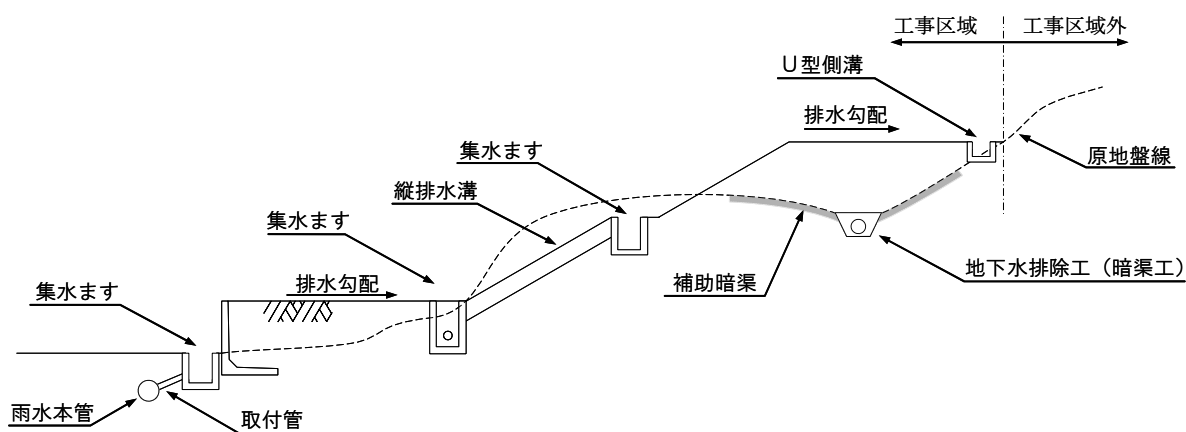 工事区域
工事区域外
U型側溝
排水勾配
集水ます
原地盤線
縦排水溝
集水ます
補助暗渠
地下水排除工（暗渠工）
排水勾配
集水ます
雨水本管
取付管